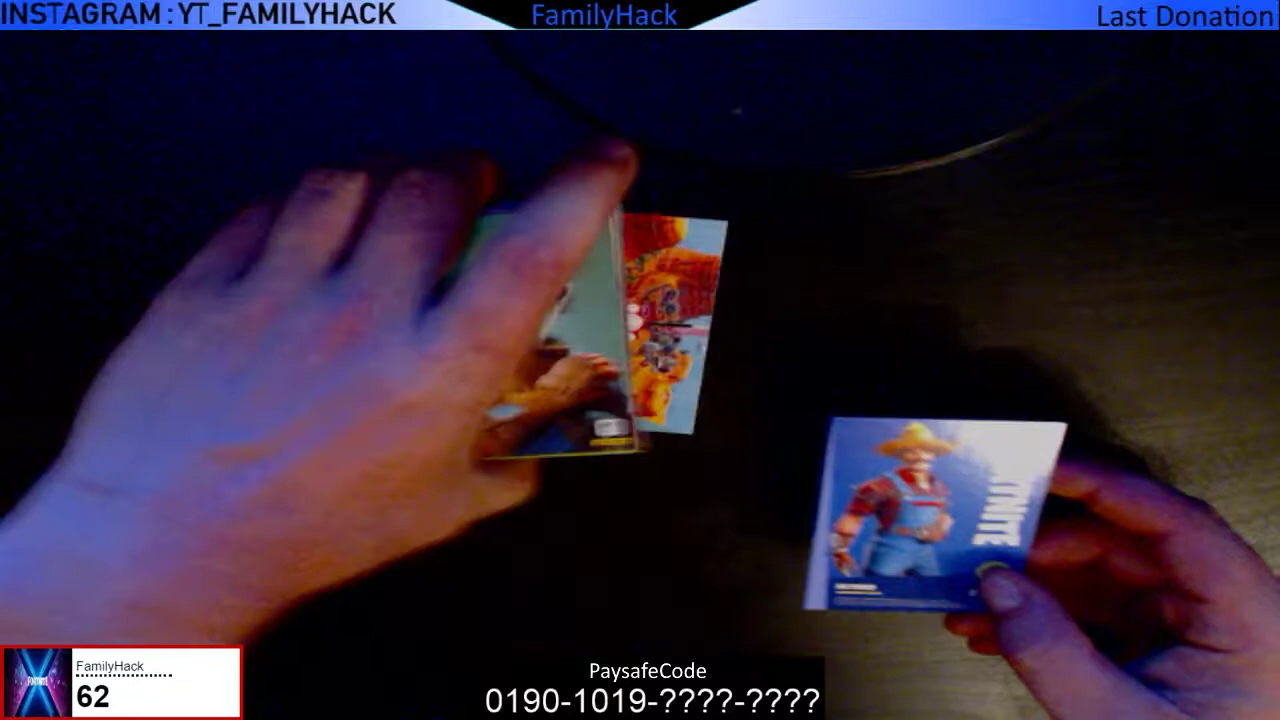 INSTAGRAM : YT_FAMILYHACK
FamilyHack
Last Donation
FamilyHack
62
PaysafeCode
0190-1019-????-????